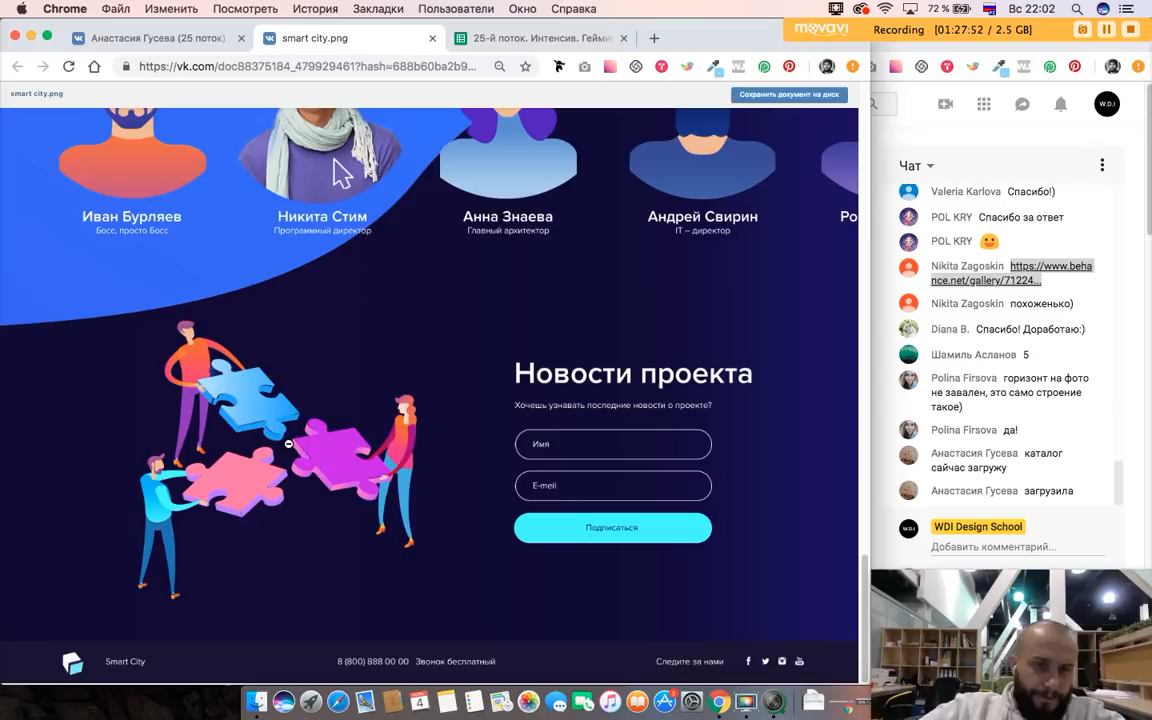 Chrome Файл Изменить Посмотреть История Закладки Пользователи Окно Справка
72 % Вс 22:02
Анастасия Гусева (25 поток) smart city.png 25-й поток. Интенсив. Гейми
movavi Recording [01:27:52 / 2.5 GB]
https://vk.com/doc88375184_479929461?hash=688b60ba2b9...
smart city.png Сохранить документ на диск
W.D.I
Чат
Valeria Karlova Спасибо!)
POL KRY Спасибо за ответ
POL KRY
Nikita Zagoskin https://www.beha
nce.net/gallery/71224...
Nikita Zagoskin похоженько)
Diana B. Спасибо! Доработаю:)
Шамиль Асланов 5
Polina Firsova горизонт на фото
не завален, это само строение
такое)
Polina Firsova да!
Анастасия Гусева каталог
сейчас загружу
Анастасия Гусева загрузила
W.D.I WDI Design School
Добавить комментарий...
Иван Бурляев
Босс, просто Босс
Никита Стим
Программный директор
Анна Знаева
Главный архитектор
Андрей Свирин
IT – директор
Ро
Новости проекта
Хочешь узнавать последние новости о проекте?
Имя
E-meil
Подписаться
Smart City 8 (800) 888 00 00 Звонок бесплатный Следите за нами